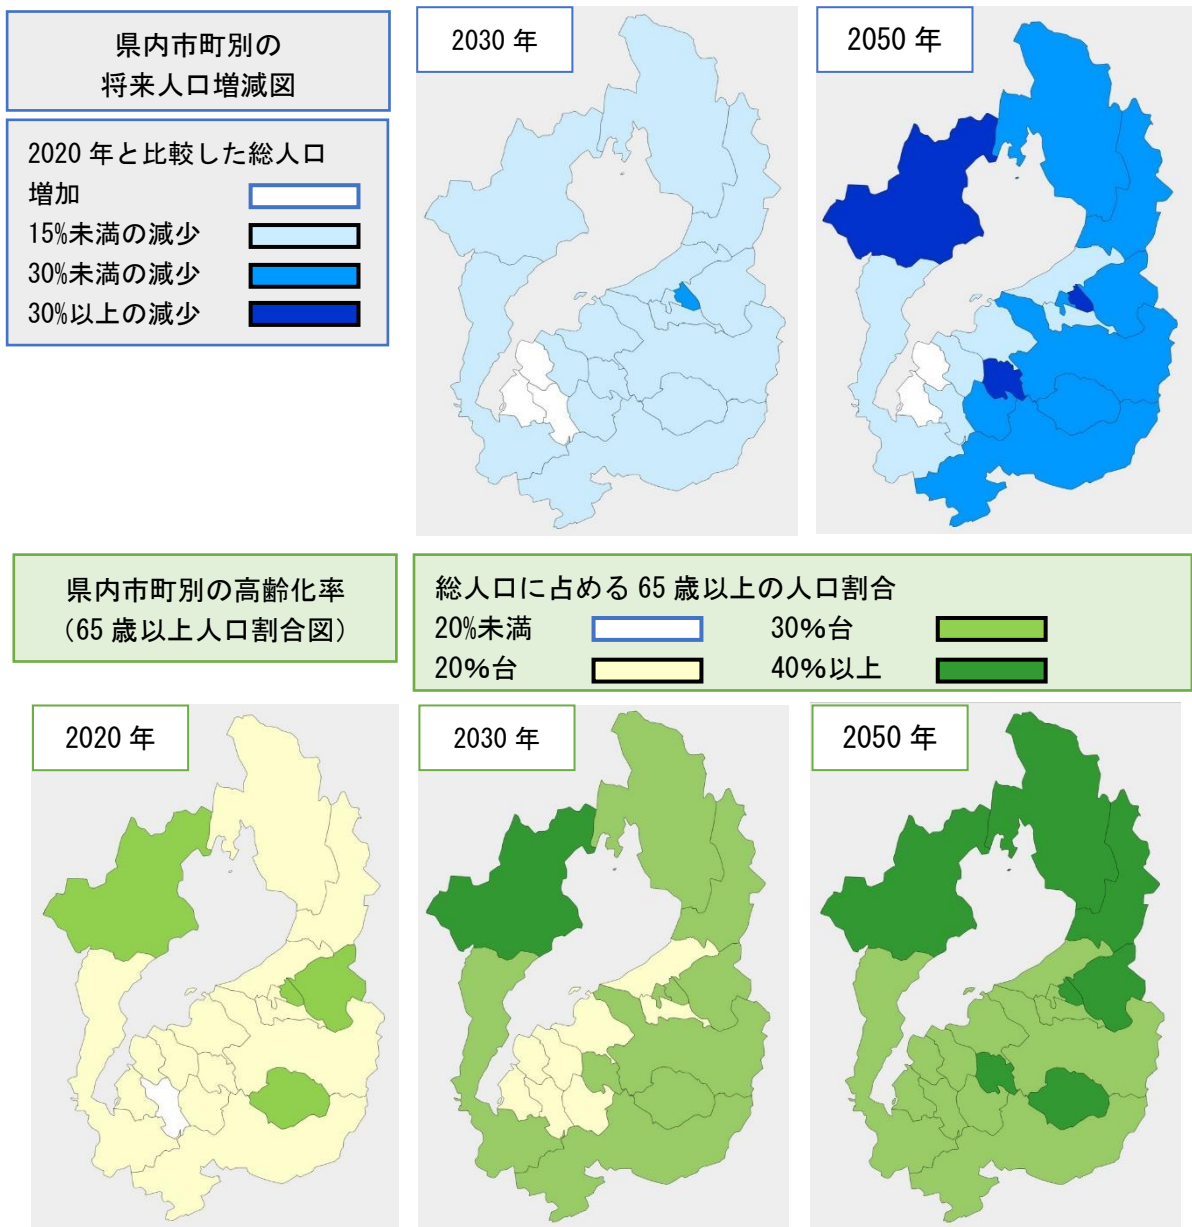 県内市町別の
将来人口増減図
2020 年と比較した総人口
増加
15%未満の減少
30%未満の減少
30%以上の減少
2030 年
2050 年
県内市町別の高齢化率
（65 歳以上人口割合図）
総人口に占める 65 歳以上の人口割合
20%未満
30%台
20%台
40%以上
2020 年
2030 年
2050 年